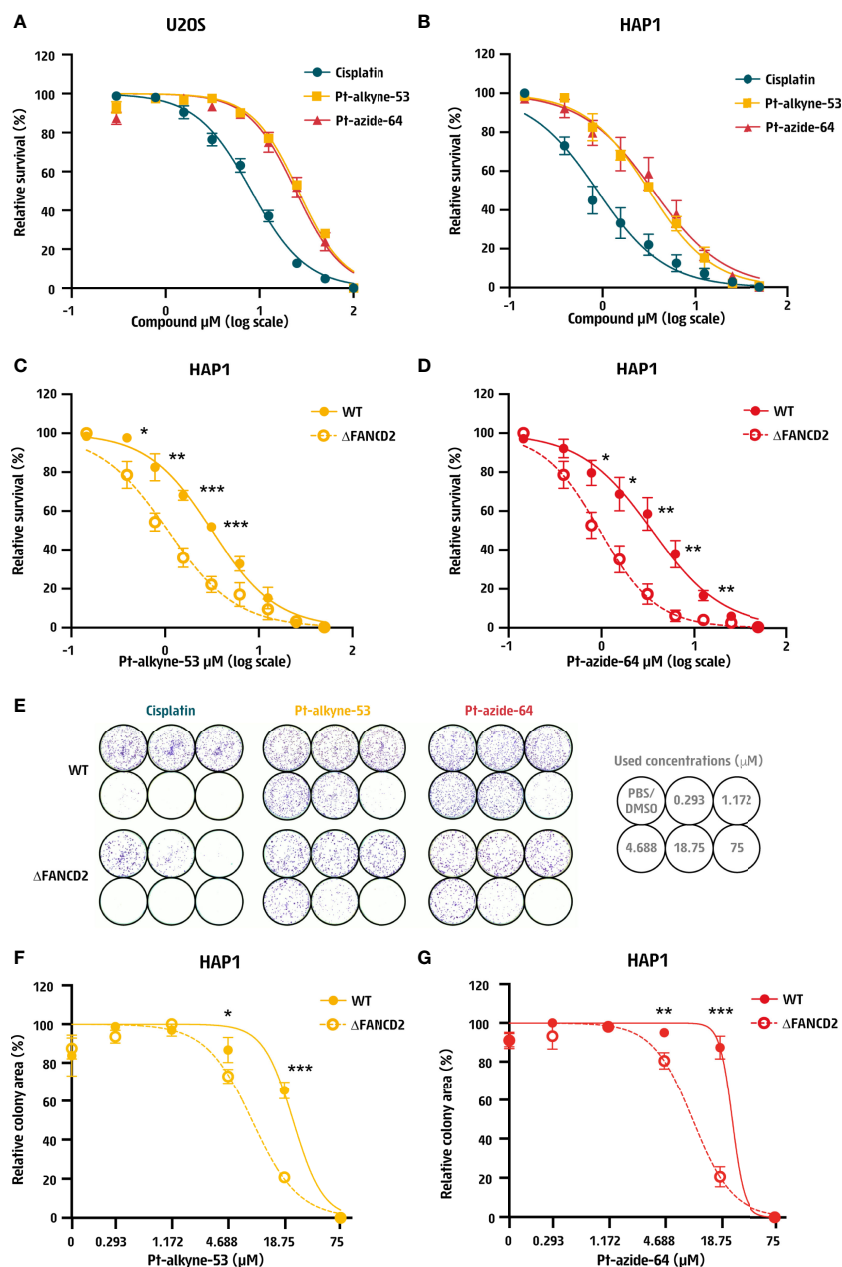 A
U2OS
Relative survival (%)
120
100
80
60
40
20
0
-1
0
1
2
Compound µM (log scale)
Cisplatin
Pt-alkyne-53
Pt-azide-64
B
HAP1
Relative survival (%)
120
100
80
60
40
20
0
-1
0
1
2
Compound µM (log scale)
Cisplatin
Pt-alkyne-53
Pt-azide-64
C
HAP1
Relative survival (%)
120
100
80
60
40
20
0
-1
0
1
2
Pt-alkyne-53 µM (log scale)
WT
ΔFANCD2
*
**
***
***
D
HAP1
Relative survival (%)
120
100
80
60
40
20
0
-1
0
1
2
Pt-azide-64 µM (log scale)
WT
ΔFANCD2
*
*
**
**
**
E
Cisplatin
Pt-alkyne-53
Pt-azide-64
WT
ΔFANCD2
Used concentrations (µM)
PBS/
DMSO
0.293
1.172
4.688
18.75
75
F
HAP1
Relative colony area (%)
120
100
80
60
40
20
0
0
0.293
1.172
4.688
18.75
75
Pt-alkyne-53 (µM)
WT
ΔFANCD2
*
***
G
HAP1
Relative colony area (%)
120
100
80
60
40
20
0
0
0.293
1.172
4.688
18.75
75
Pt-azide-64 (µM)
WT
ΔFANCD2
**
***